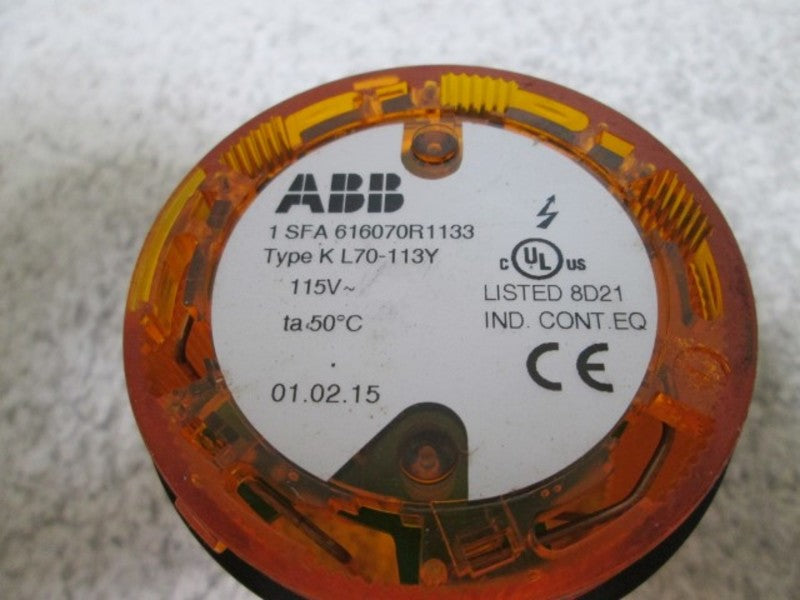 ABB
1 SFA 616070R1133
Type K L70-113Y
115V~
ta 50°C
01.02.15
c UL us
LISTED 8D21
IND. CONT.EQ
CE